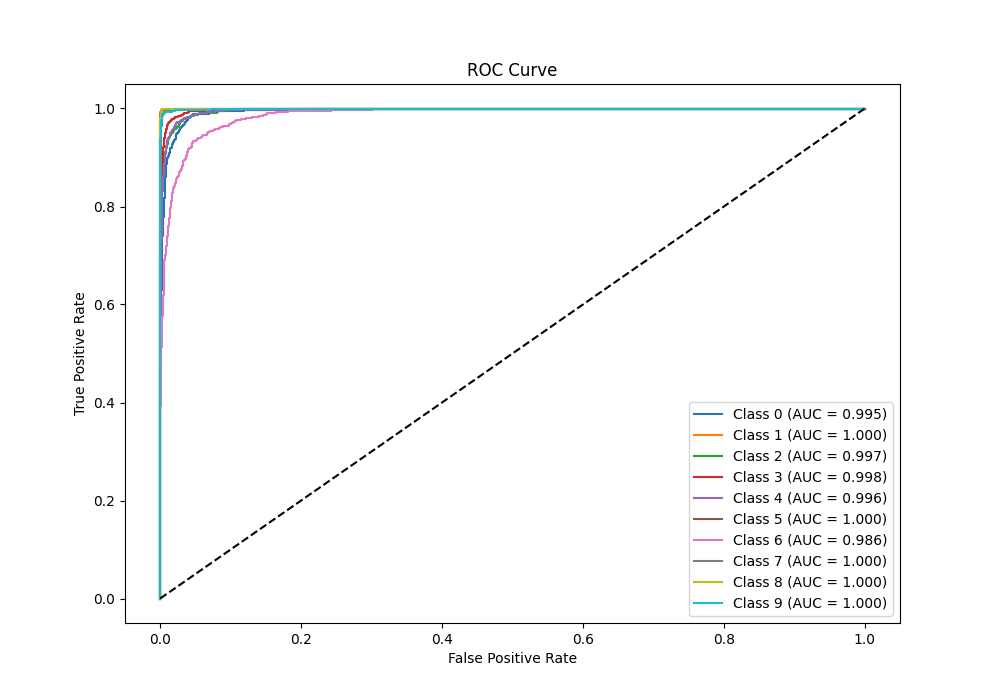 ROC Curve
1.0
0.8
0.6
0.4
0.2
0.0
True Positive Rate
0.0 0.2 0.4 0.6 0.8 1.0
False Positive Rate
Class 0 (AUC = 0.995)
Class 1 (AUC = 1.000)
Class 2 (AUC = 0.997)
Class 3 (AUC = 0.998)
Class 4 (AUC = 0.996)
Class 5 (AUC = 1.000)
Class 6 (AUC = 0.986)
Class 7 (AUC = 1.000)
Class 8 (AUC = 1.000)
Class 9 (AUC = 1.000)